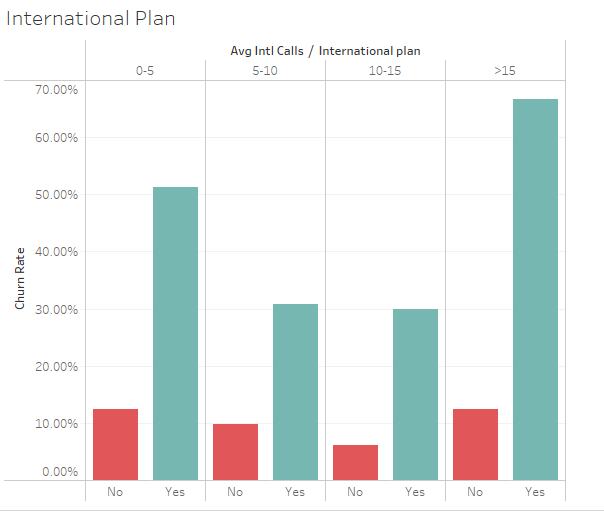 International Plan
Avg Intl Calls / International plan
0-5 5-10 10-15 >15
70.00%
60.00%
50.00%
40.00%
30.00%
20.00%
10.00%
0.00%
Churn Rate
No Yes No Yes No Yes No Yes